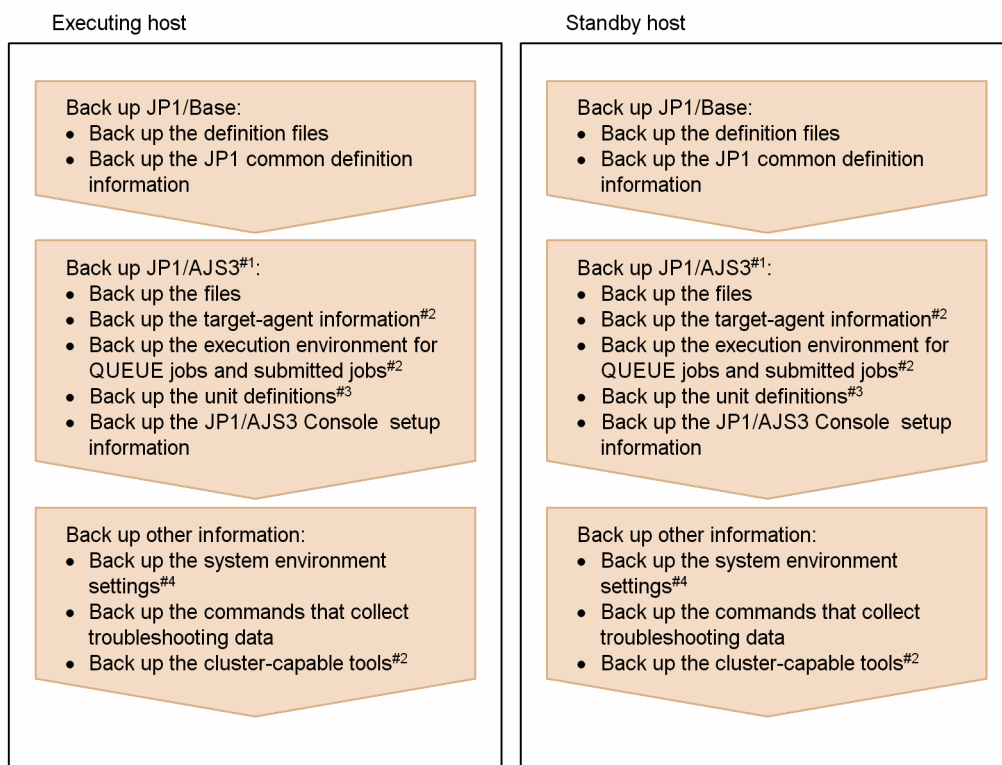 Executing host
Back up JP1/Base:
• Back up the definition files
• Back up the JP1 common definition
information
Back up JP1/AJS3#1:
• Back up the files
• Back up the target-agent information#2
• Back up the execution environment for
QUEUE jobs and submitted jobs#2
• Back up the unit definitions#3
• Back up the JP1/AJS3 Console setup
information
Back up other information:
• Back up the system environment
settings#4
• Back up the commands that collect
troubleshooting data
• Back up the cluster-capable tools#2
Standby host
Back up JP1/Base:
• Back up the definition files
• Back up the JP1 common definition
information
Back up JP1/AJS3#1:
• Back up the files
• Back up the target-agent information#2
• Back up the execution environment for
QUEUE jobs and submitted jobs#2
• Back up the unit definitions#3
• Back up the JP1/AJS3 Console setup
information
Back up other information:
• Back up the system environment
settings#4
• Back up the commands that collect
troubleshooting data
• Back up the cluster-capable tools#2